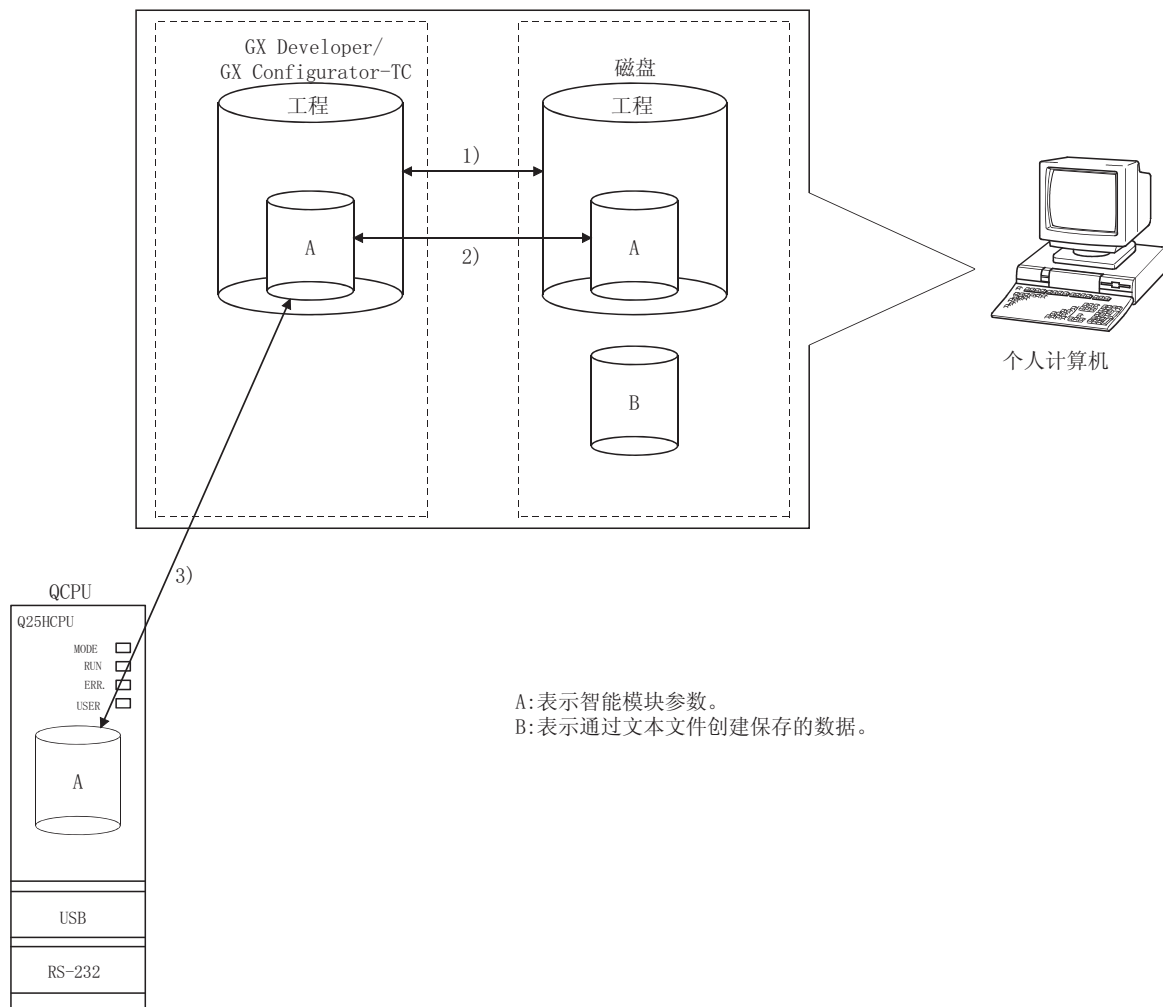 GX Developer/
GX Configurator-TC
工程
磁盘
工程
1)
A
2)
A
B
个人计算机
3)
QCPU
Q25HCPU
MODE
RUN
ERR.
USER
A
USB
RS-232
A:表示智能模块参数。
B:表示通过文本文件创建保存的数据。